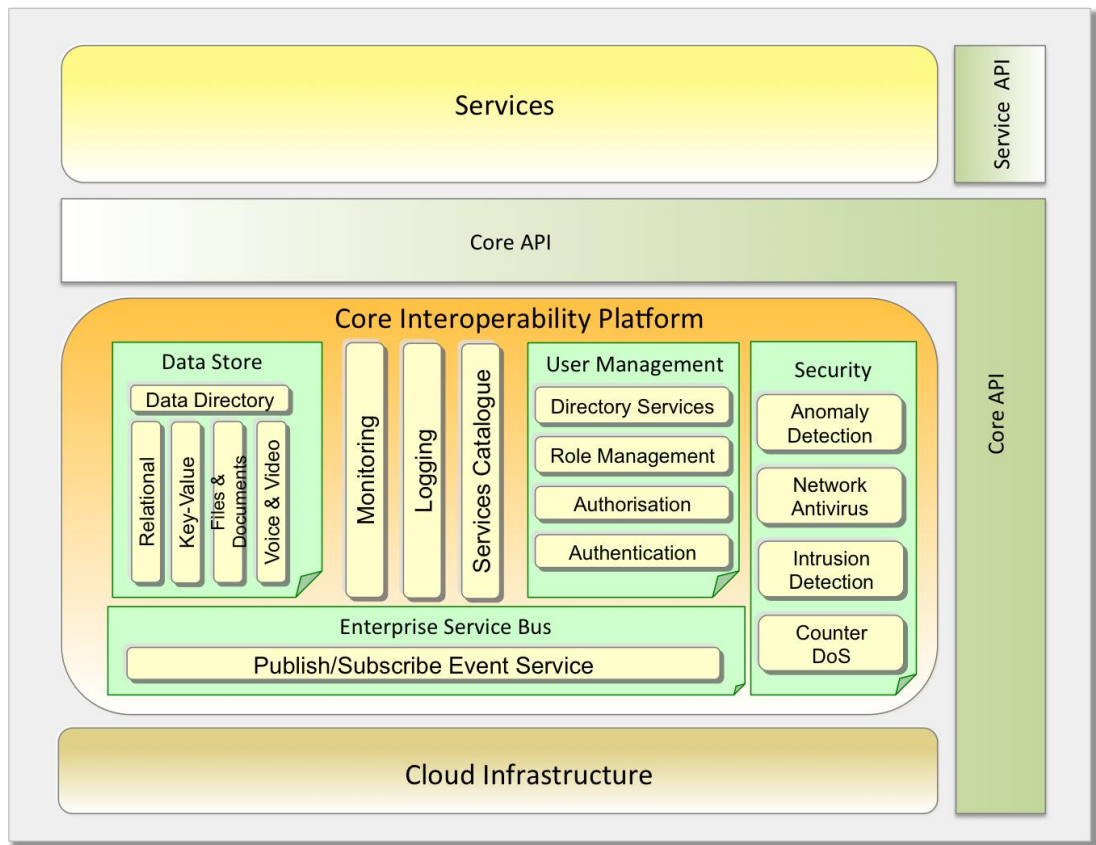 Services
Service API
Core API
Core API
Core Interoperability Platform
Data Store
Data Directory
Relational
Key-Value
Files &
Documents
Voice & Video
Monitoring
Logging
Services Catalogue
User Management
Directory Services
Role Management
Authorisation
Authentication
Security
Anomaly
Detection
Network
Antivirus
Intrusion
Detection
Counter
DoS
Enterprise Service Bus
Publish/Subscribe Event Service
Cloud Infrastructure